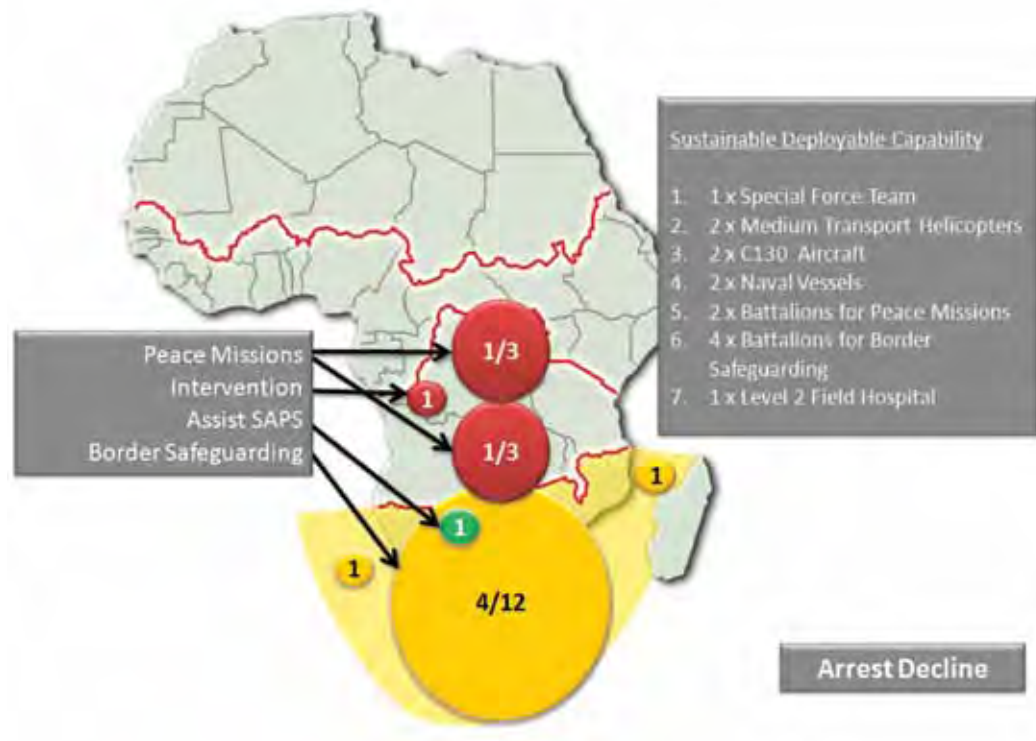 Sustainable Deployable Capability
1. 1 x Special Force Team
2. 2 x Medium Transport Helicopters
3. 2 x C130 Aircraft
4. 2 x Naval Vessels
5. 2 x Battalions for Peace Missions
6. 4 x Battalions for Border
Safeguarding
7. 1 x Level 2 Field Hospital
Peace Missions
Intervention
Assist SAPS
Border Safeguarding
1/3
1
1/3
1
1
1
4/12
Arrest Decline